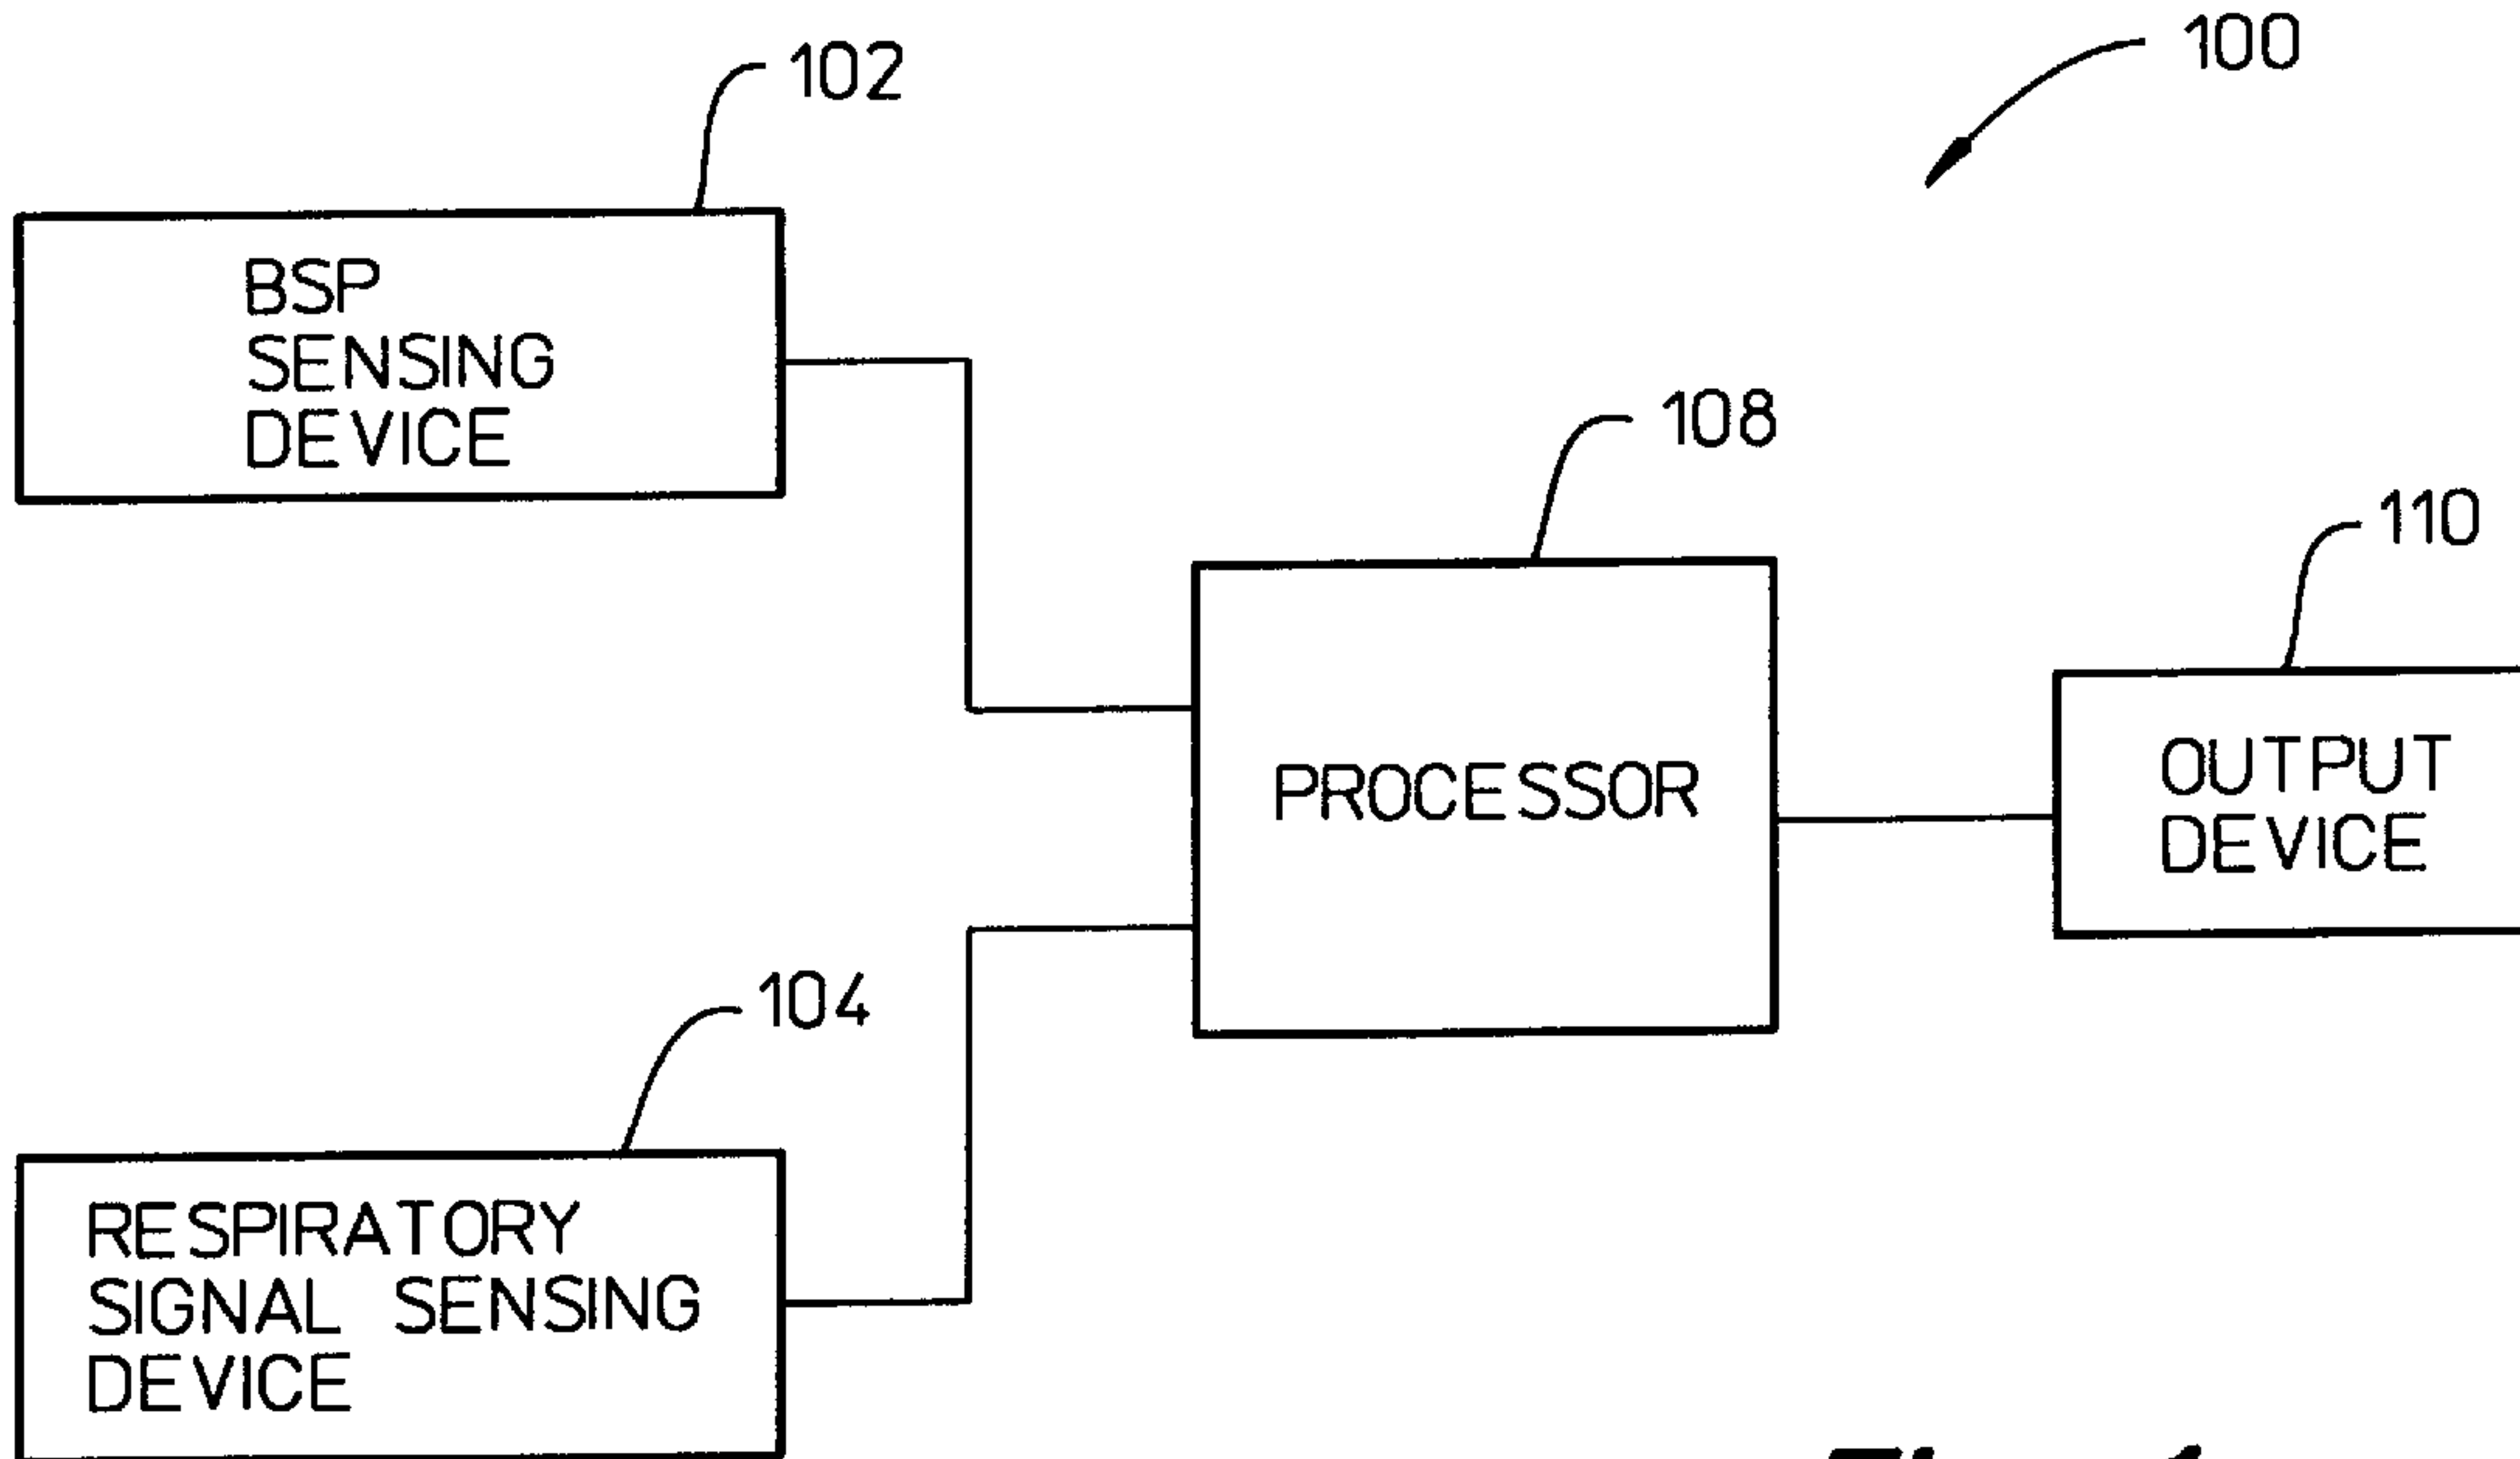 100
102
BSP
SENSING
DEVICE
108
110
PROCESSOR
OUTPUT
DEVICE
104
RESPIRATORY
SIGNAL SENSING
DEVICE